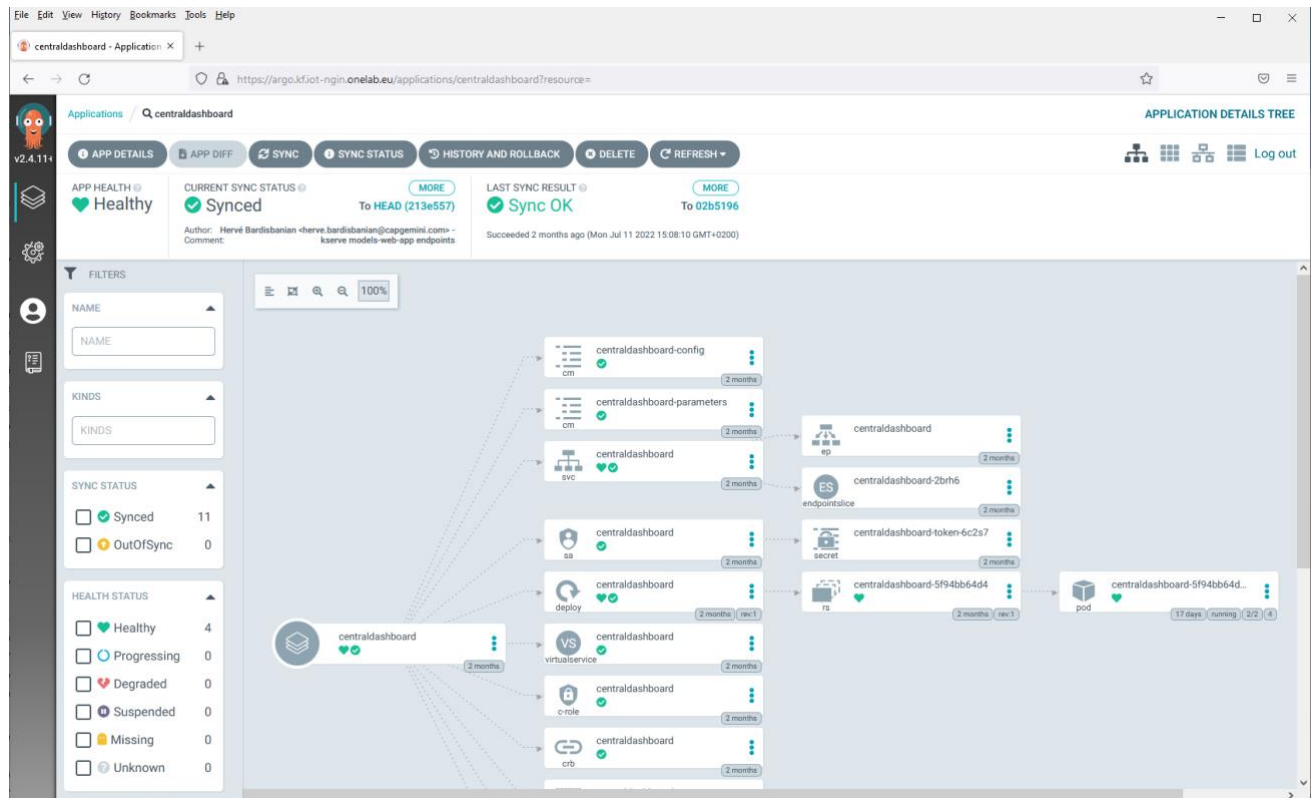 File Edit View History Bookmarks Tools Help
centraldashboard - Application
https://argo.kf.iot-ngin.onelab.eu/applications/centraldashboard?resource=
Applications / centraldashboard
APPLICATION DETAILS TREE
v2.4.11+
APP DETAILS APP DIFF SYNC SYNC STATUS HISTORY AND ROLLBACK DELETE REFRESH Log out
APP HEALTH
Healthy
CURRENT SYNC STATUS MORE
Synced To HEAD (213e557)
Author: Hervé Bardisbanian <herve.bardisbanian@capgemini.com> -
Comment: kserve models-web-app endpoints
LAST SYNC RESULT MORE
Sync OK To 02b5196
Succeeded 2 months ago (Mon Jul 11 2022 15:08:10 GMT+0200)
FILTERS
NAME
NAME
KINDS
KINDS
SYNC STATUS
Synced 11
OutOfSync 0
HEALTH STATUS
Healthy 4
Progressing 0
Degraded 0
Suspended 0
Missing 0
Unknown 0
100%
centraldashboard
2 months
centraldashboard-config
cm
2 months
centraldashboard-parameters
cm
2 months
centraldashboard
svc
2 months
centraldashboard
ep
2 months
ES
centraldashboard-2brh6
endpointslice
2 months
centraldashboard
sa
2 months
centraldashboard-token-6c2s7
secret
2 months
centraldashboard
deploy
2 months rev:1
centraldashboard-5f94bb64d4
rs
2 months rev:1
centraldashboard-5f94bb64d...
pod
17 days running 2/2 4
VS
centraldashboard
virtualservice
2 months
centraldashboard
c-role
2 months
centraldashboard
crb
2 months